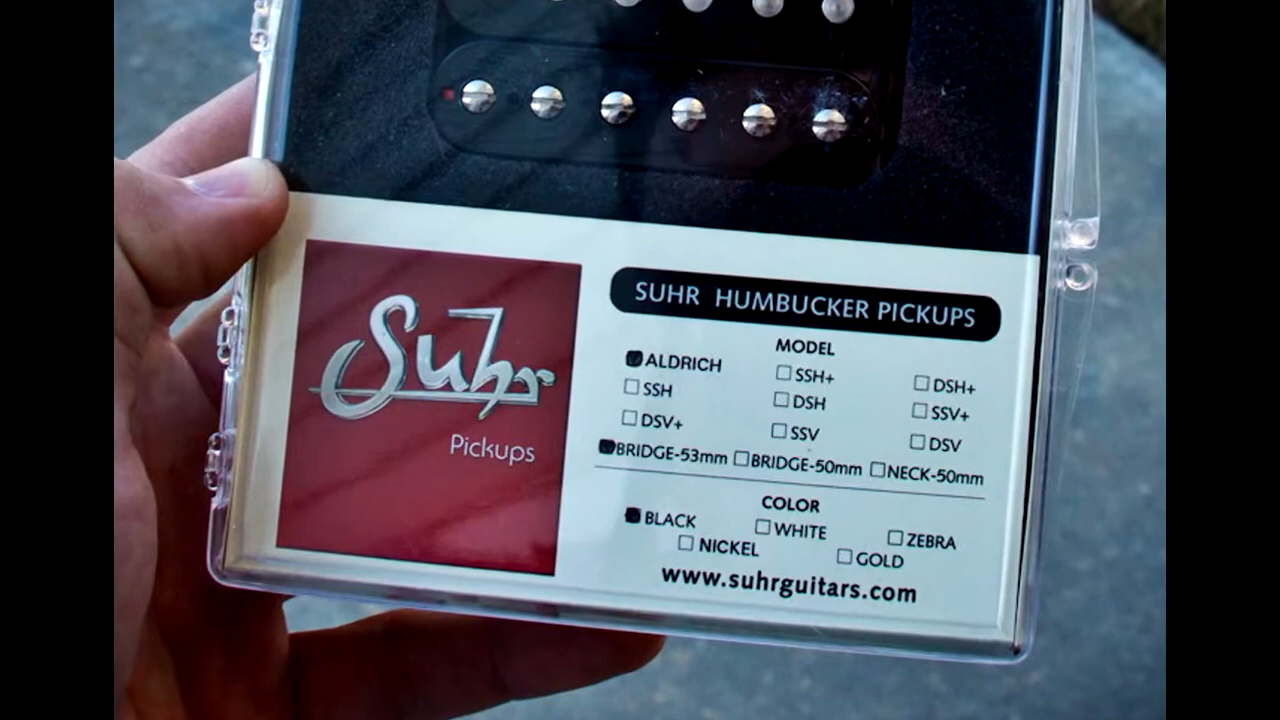 Suhr
Pickups
SUHR HUMBUCKER PICKUPS
MODEL
ALDRICH SSH+ DSH+
SSH DSH SSV+
DSV+ SSV DSV
BRIDGE-53mm BRIDGE-50mm NECK-50mm
COLOR
BLACK WHITE ZEBRA
NICKEL GOLD
www.suhrguitars.com